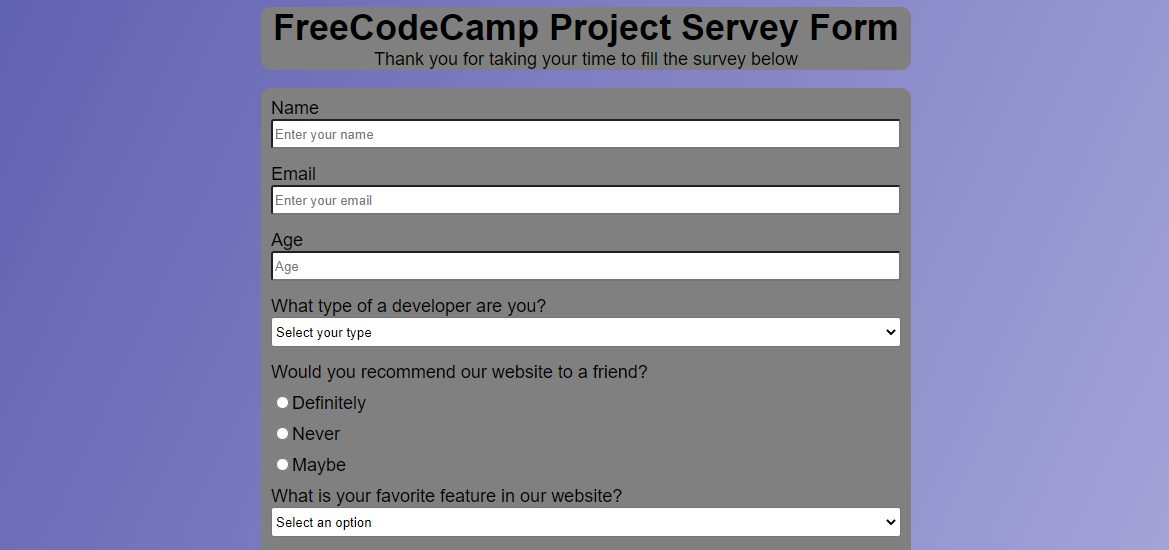 FreeCodeCamp Project Servey Form
Thank you for taking your time to fill the survey below
Name
Enter your name
Email
Enter your email
Age
Age
What type of a developer are you?
Select your type
Would you recommend our website to a friend?
Definitely
Never
Maybe
What is your favorite feature in our website?
Select an option